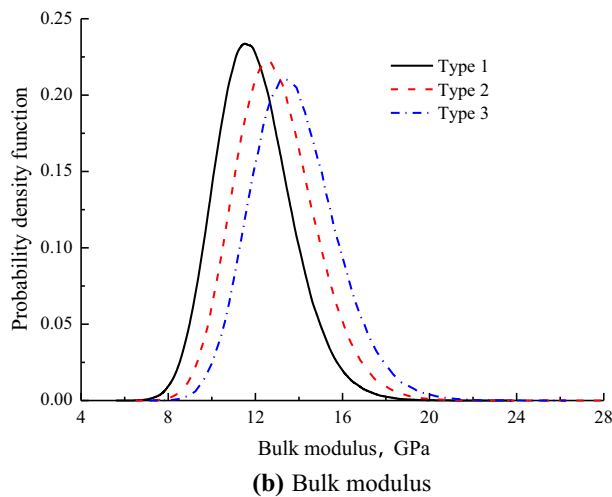 0.25
0.20
0.15
0.10
0.05
0.00
Probability density function
Type 1
Type 2
Type 3
4 8 12 16 20 24 28
Bulk modulus, GPa
(b) Bulk modulus